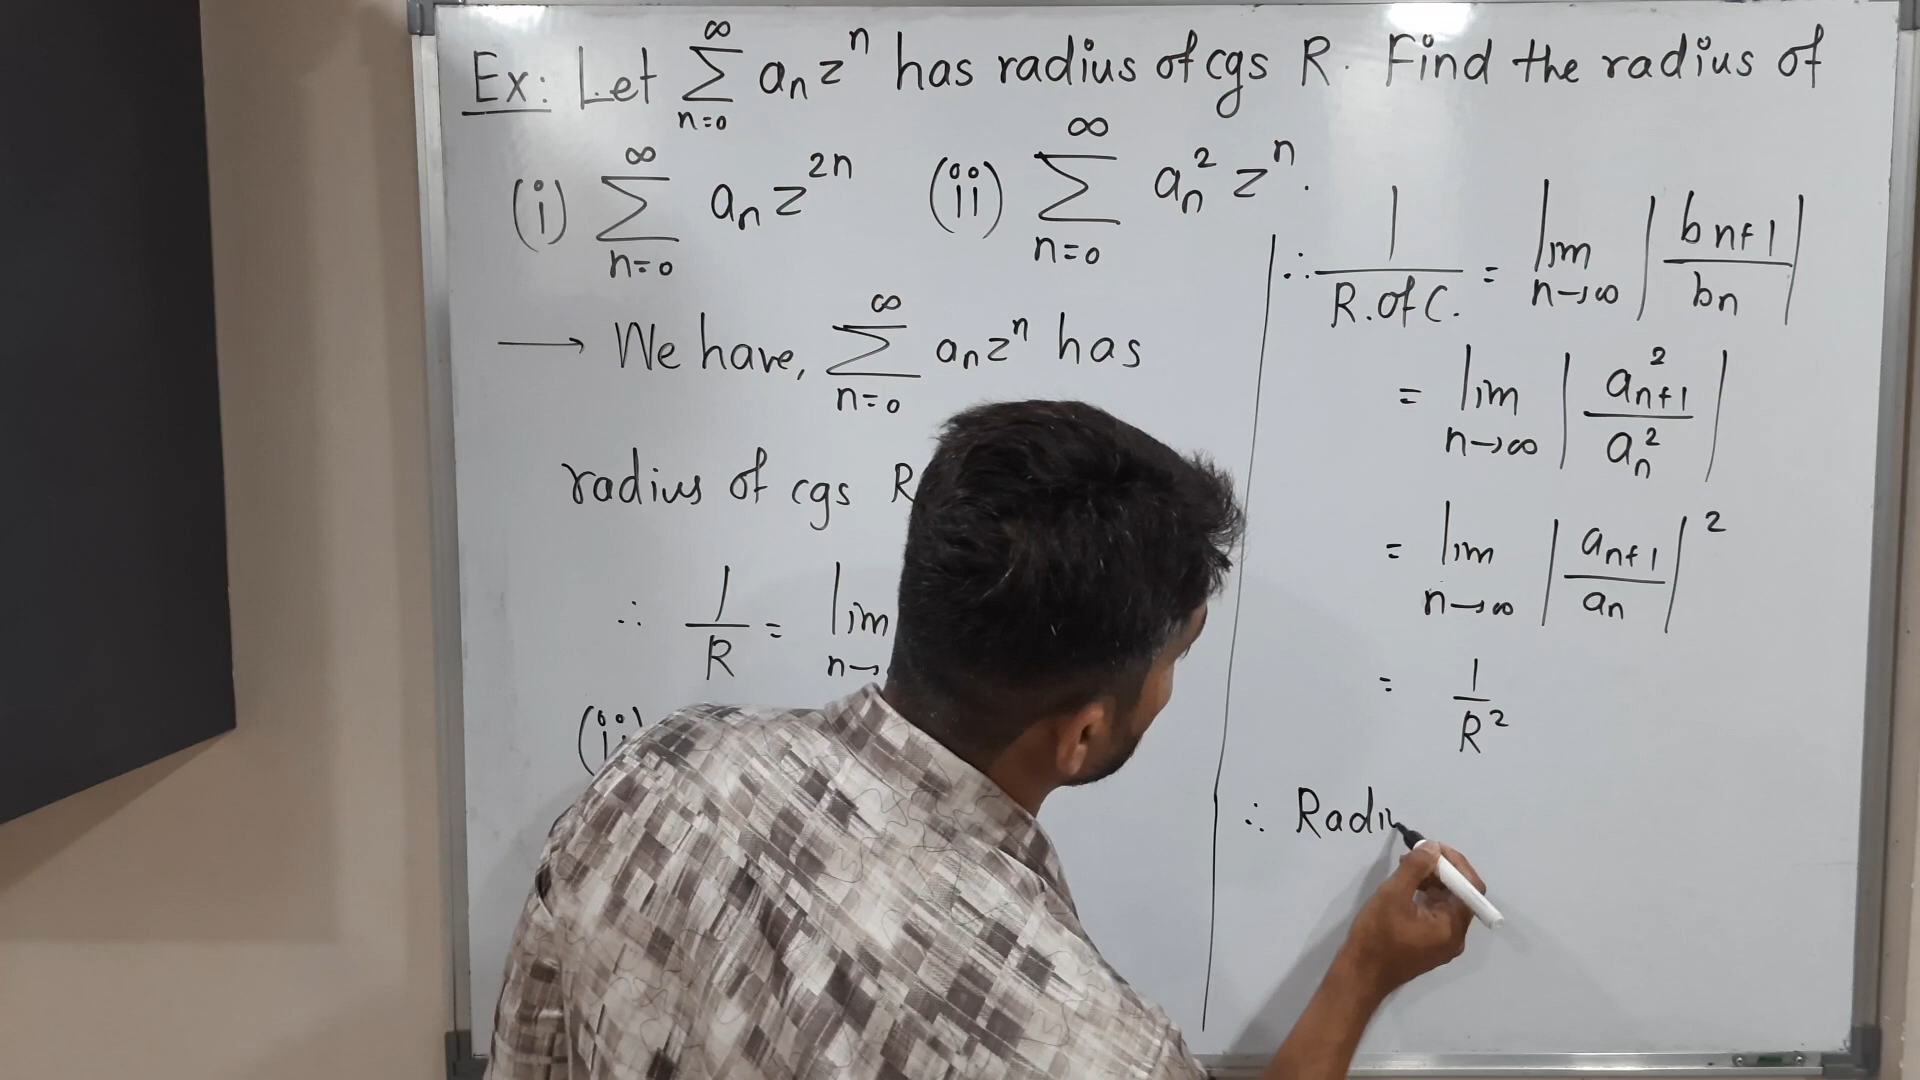 Ex: Let ∑_{n=0}^{∞} a_n z^n has radius of cgs R. Find the radius of
(i) ∑_{n=0}^{∞} a_n z^{2n} (ii) ∑_{n=0}^{∞} a_n^2 z^n.
→ We have, ∑_{n=0}^{∞} a_n z^n has
radius of cgs R
∴ 1/R = lim n→
(ii)
∴ 1/R.of C. = lim_{n→∞} |b_{n+1}/b_n|
= lim_{n→∞} |a_{n+1}^2/a_n^2|
= lim_{n→∞} |a_{n+1}/a_n|^2
= 1/R^2
∴ Radiu